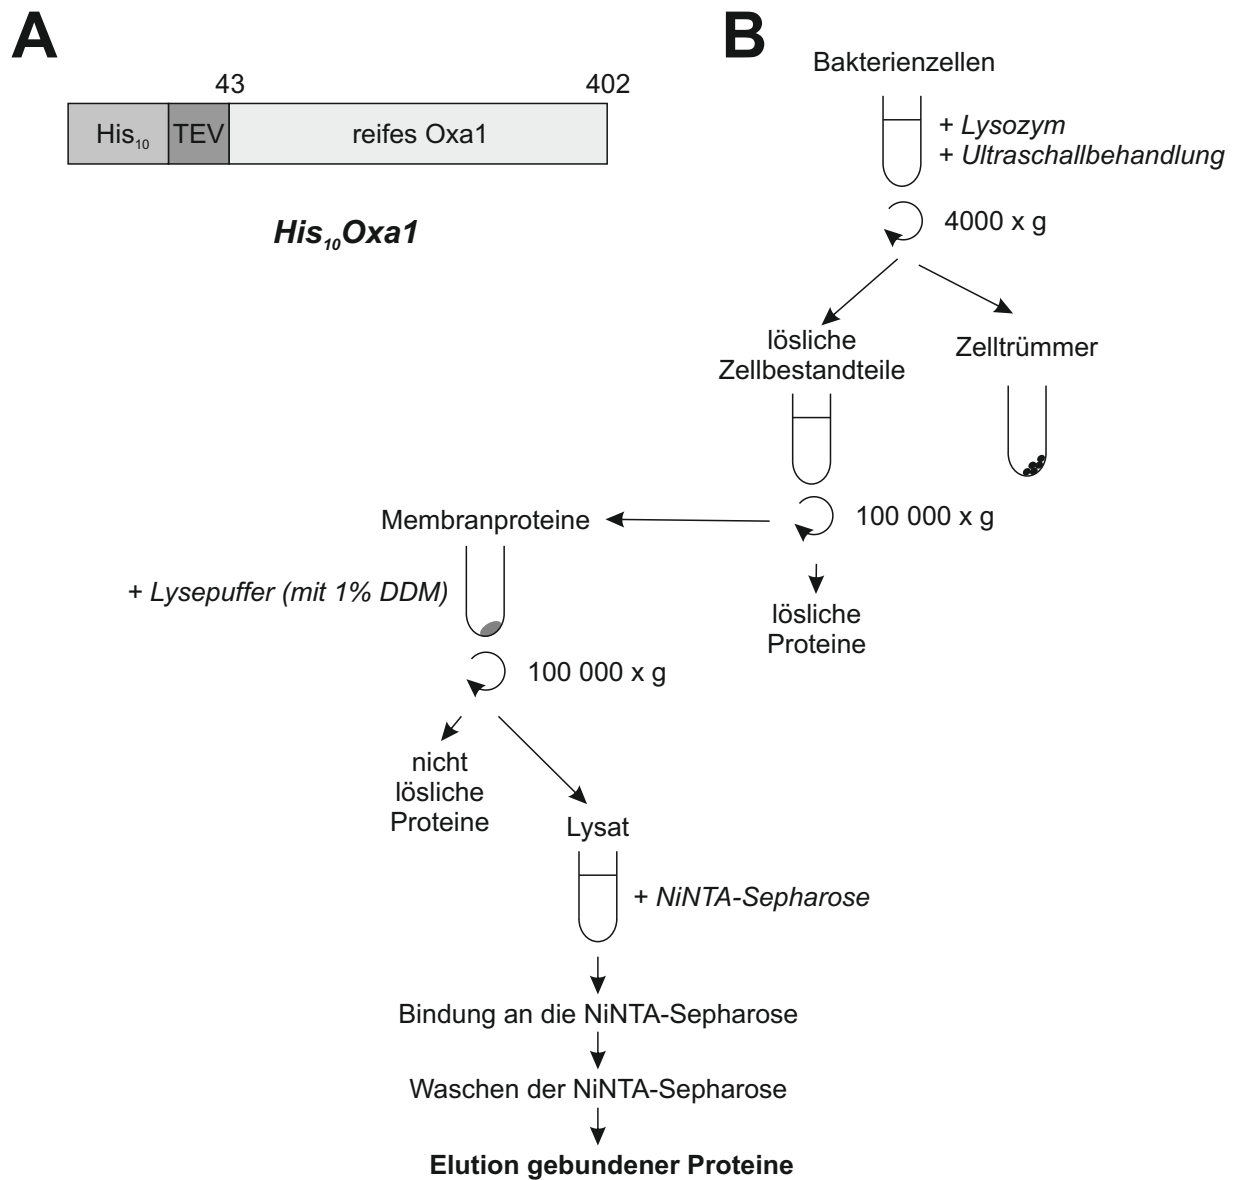 A
43
402
His10
TEV
reifes Oxa1
His10Oxa1
B
Bakterienzellen
+ Lysozym
+ Ultraschallbehandlung
4000 x g
lösliche
Zellbestandteile
Zelltrümmer
100 000 x g
Membranproteine
lösliche
Proteine
+ Lysepuffer (mit 1% DDM)
100 000 x g
nicht
lösliche
Proteine
Lysat
+ NiNTA-Sepharose
Bindung an die NiNTA-Sepharose
Waschen der NiNTA-Sepharose
Elution gebundener Proteine